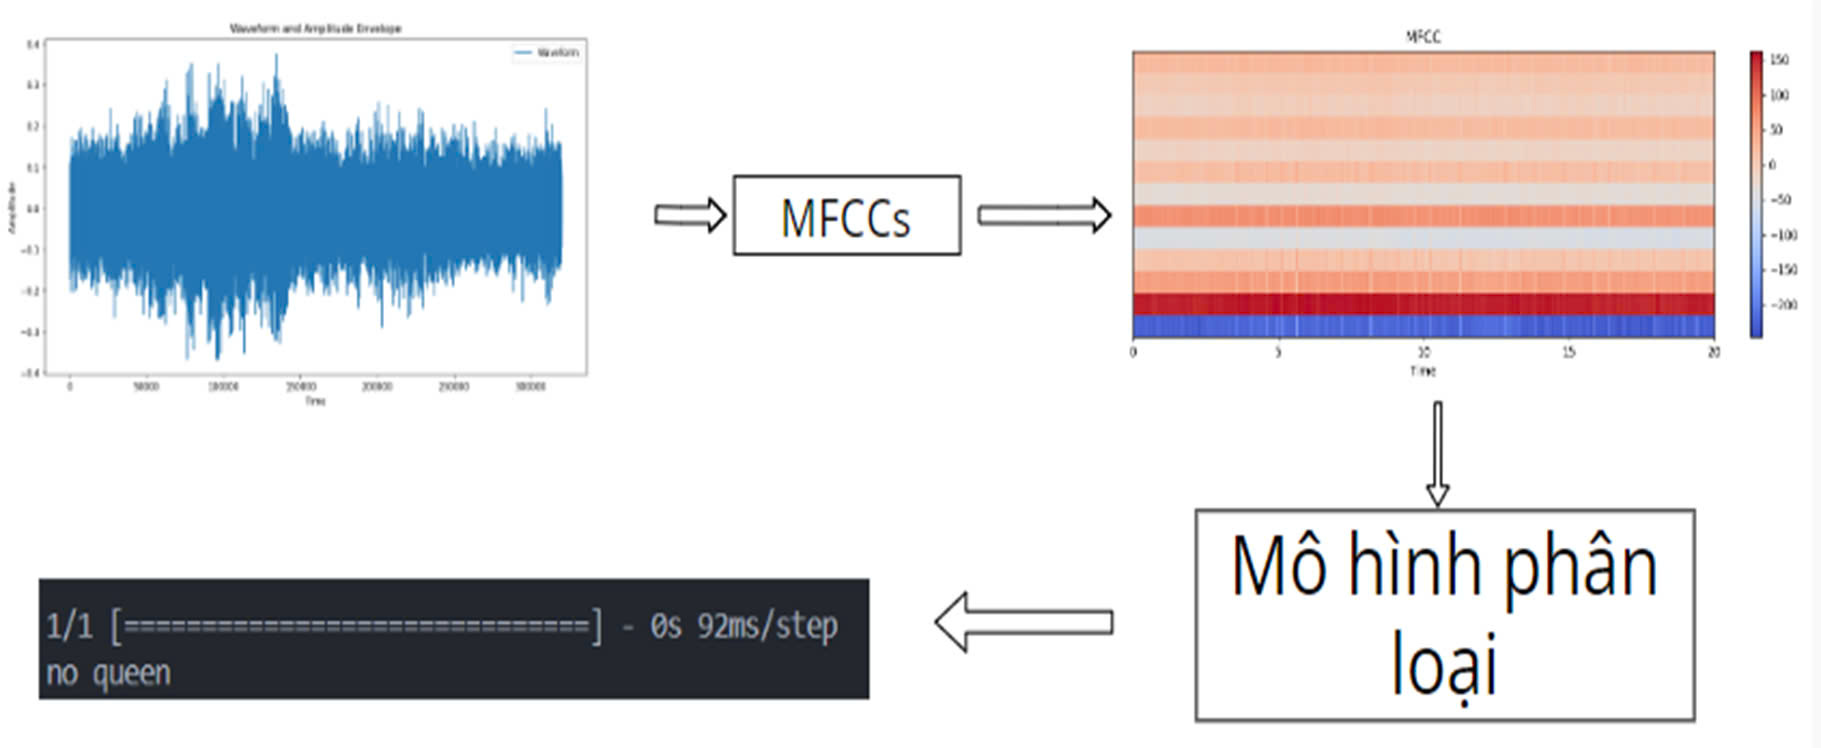 Waveform and Amplitude Envelope
Waveform
0.4
0.3
0.2
0.1
0.0
−0.1
−0.2
−0.3
−0.4
Amplitude
0 50000 100000 150000 200000 250000 300000
Time
MFCCs
MFCC
150
100
50
0
−50
−100
−150
−200
0 5 10 15 20
Time
Mô hình phân
loại
1/1 [==============================] - 0s 92ms/step
no queen